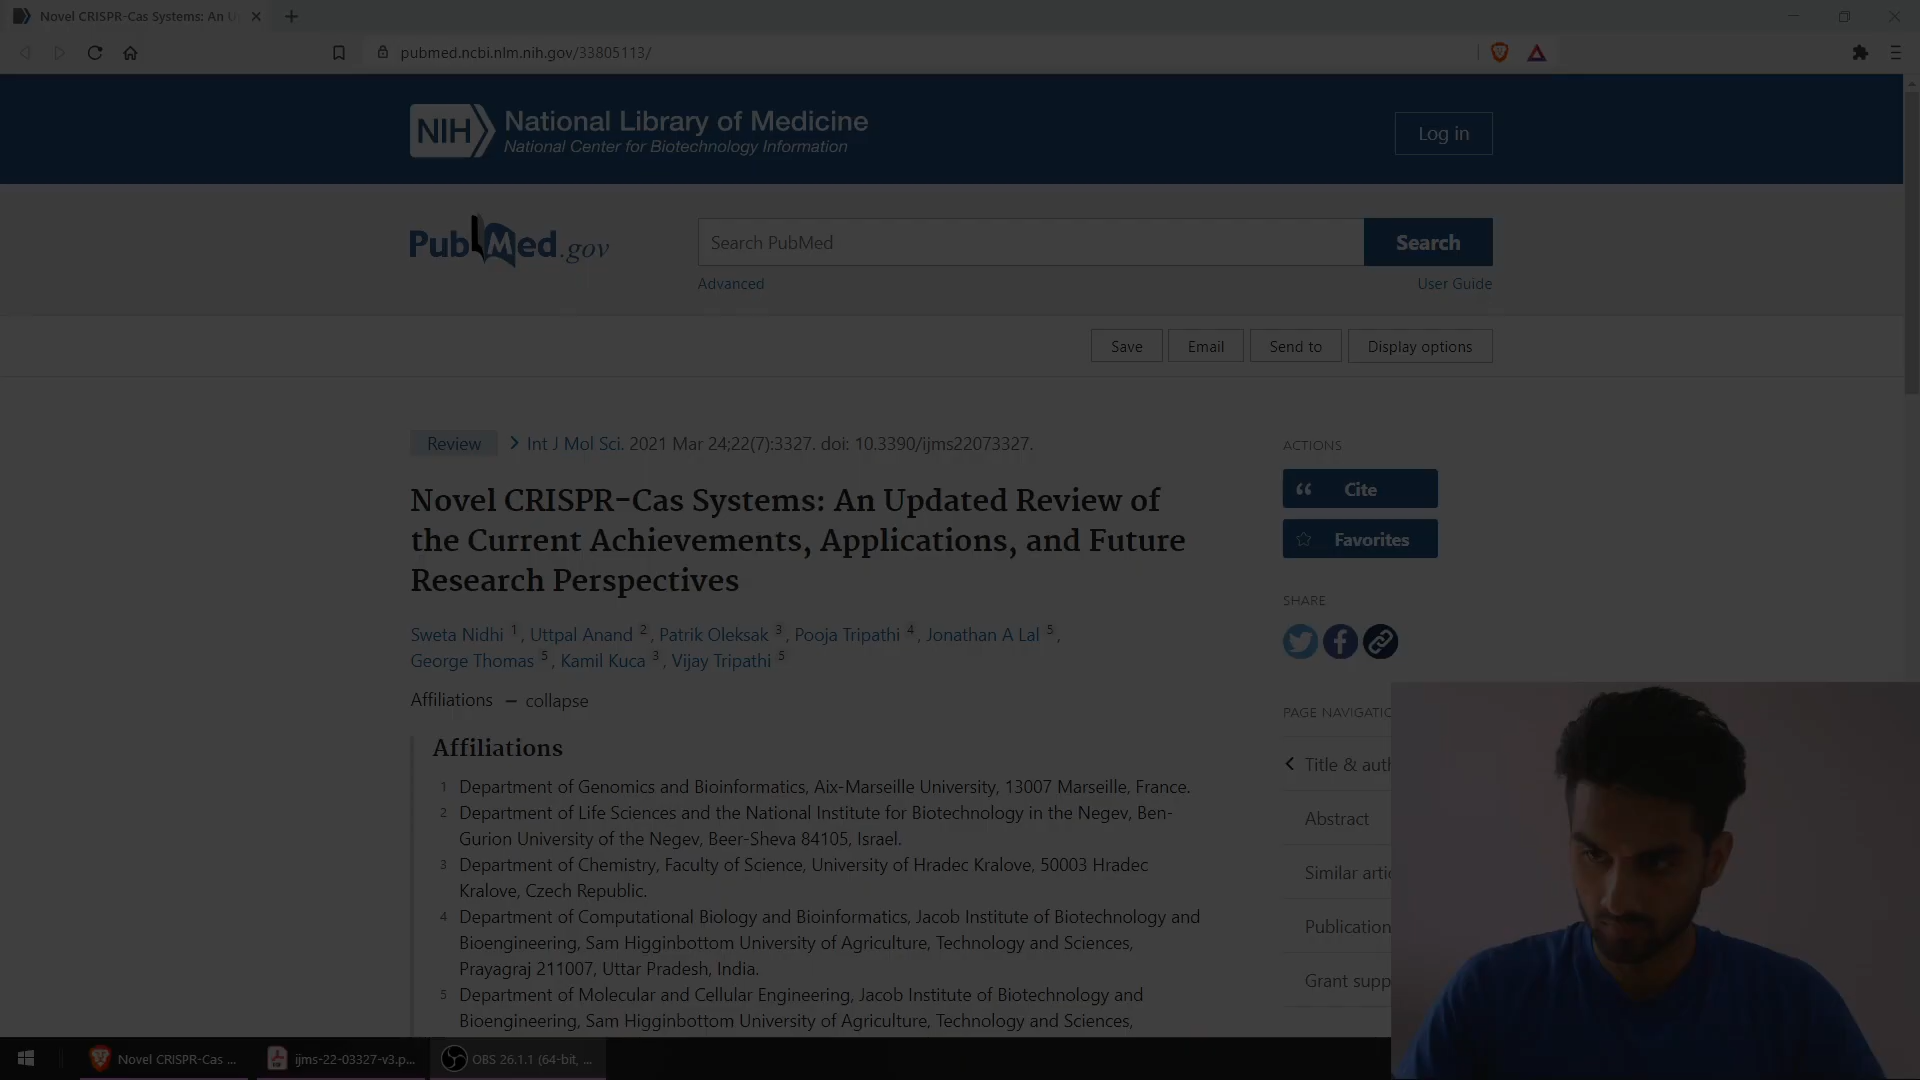 Novel CRISPR-Cas Systems: An U
pubmed.ncbi.nlm.nih.gov/33805113/
NIH National Library of Medicine
National Center for Biotechnology Information
Log in
PubMed.gov
Search PubMed
Search
Advanced
User Guide
Save
Email
Send to
Display options
Review
Int J Mol Sci. 2021 Mar 24;22(7):3327. doi: 10.3390/ijms22073327.
Novel CRISPR-Cas Systems: An Updated Review of
the Current Achievements, Applications, and Future
Research Perspectives
Sweta Nidhi 1, Uttpal Anand 2, Patrik Oleksak 3, Pooja Tripathi 4, Jonathan A Lal 5,
George Thomas 5, Kamil Kuca 3, Vijay Tripathi 5
Affiliations — collapse
Affiliations
1 Department of Genomics and Bioinformatics, Aix-Marseille University, 13007 Marseille, France.
2 Department of Life Sciences and the National Institute for Biotechnology in the Negev, Ben-
Gurion University of the Negev, Beer-Sheva 84105, Israel.
3 Department of Chemistry, Faculty of Science, University of Hradec Kralove, 50003 Hradec
Kralove, Czech Republic.
4 Department of Computational Biology and Bioinformatics, Jacob Institute of Biotechnology and
Bioengineering, Sam Higginbottom University of Agriculture, Technology and Sciences,
Prayagraj 211007, Uttar Pradesh, India.
5 Department of Molecular and Cellular Engineering, Jacob Institute of Biotechnology and
Bioengineering, Sam Higginbottom University of Agriculture, Technology and Sciences,
ACTIONS
Cite
Favorites
SHARE
PAGE NAVIGATIO
Title & auth
Abstract
Similar artic
Publication
Grant supp
Novel CRISPR-Cas ...
ijms-22-03327-v3.p...
OBS 26.1.1 (64-bit, ...